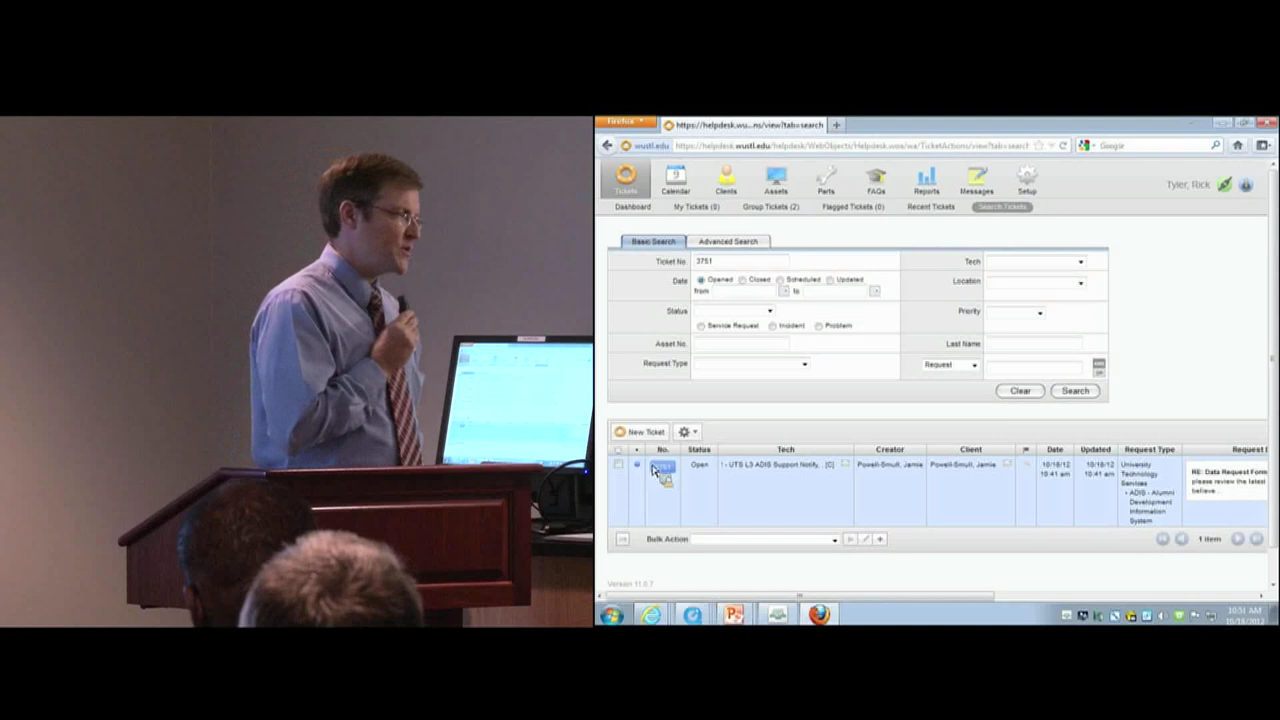 Firefox
https://helpdesk.wu...ns/view?tab=search
wustl.edu https://helpdesk.wustl.edu/helpdesk/WebObjects/Helpdesk.woa/wa/TicketActions/view?tab=search Google
9
Tickets Calendar Clients Assets Parts FAQs Reports Messages Setup Tyler, Rick
Dashboard My Tickets (0) Group Tickets (2) Flagged Tickets (0) Recent Tickets Search Tickets
Basic Search Advanced Search
Ticket No. 3751 Tech
Date Opened Closed Scheduled Updated Location
from to
Status Priority
Service Request Incident Problem
Asset No. Last Name
Request Type Request
Clear Search
New Ticket
No. Status Tech Creator Client Date Updated Request Type Request
3751 Open - UTS L3 ADIS Support Notify... [C] Powell-Smull, Jamie Powell-Smull, Jamie 10/18/12 10/18/12 University
10:41 am 10:41 am Technology
Services
• ADIS - Alumni
Development
Information
System
RE: Data Request Form
please review the latest
believe...
Bulk Action 1 item
Version 11.0.7
10:51 AM
10/18/2012